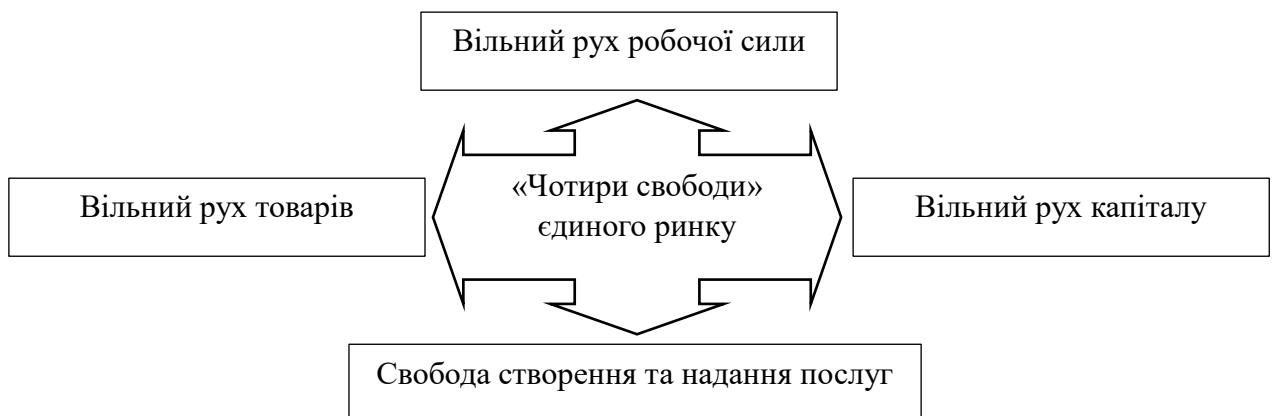 Вільний рух робочої сили
Вільний рух товарів
«Чотири свободи»
єдиного ринку
Вільний рух капіталу
Свобода створення та надання послуг